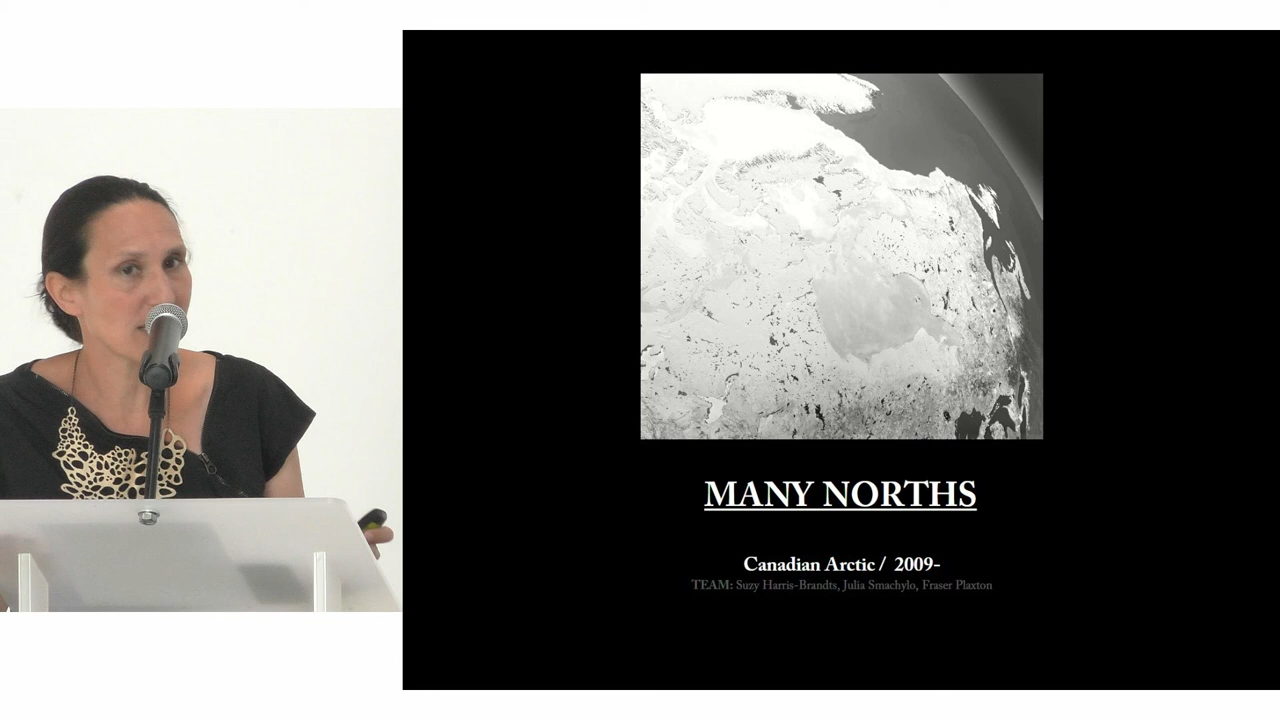 MANY NORTHS
Canadian Arctic / 2009-
TEAM: Suzy Harris-Brandts, Julia Smachylo, Fraser Plaxton